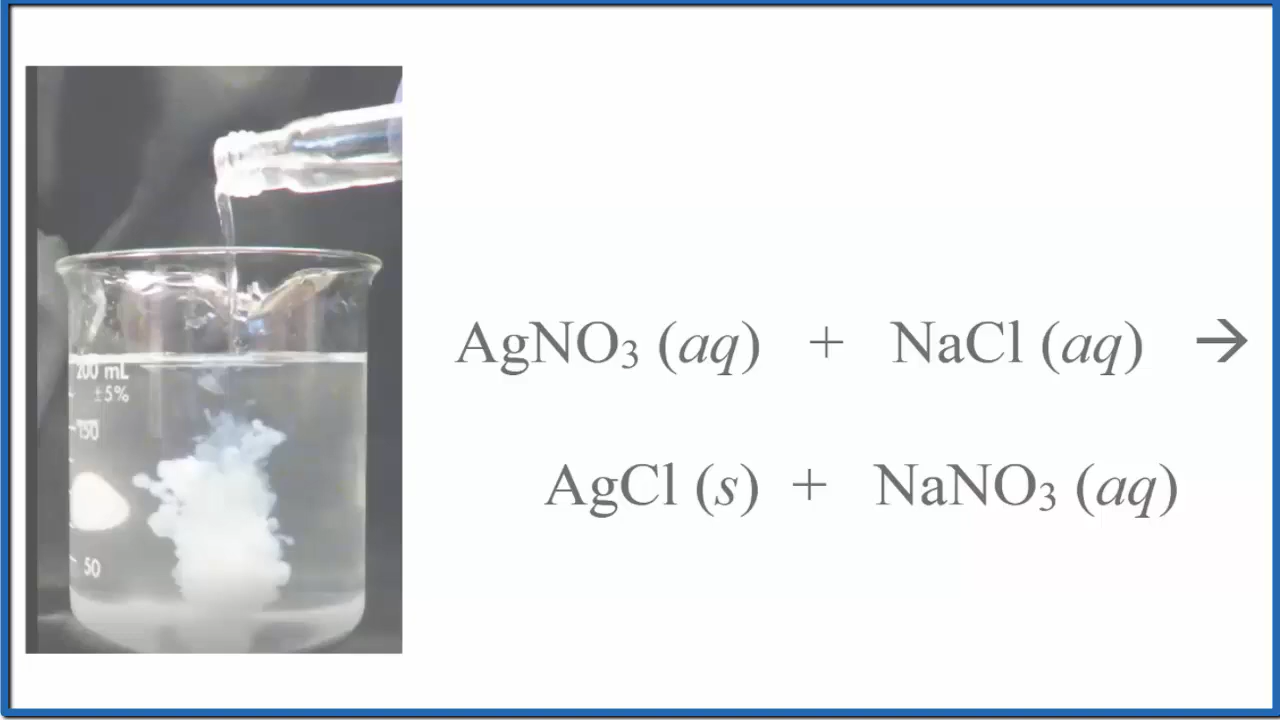 AgNO₃ (aq) + NaCl (aq) →
AgCl (s) + NaNO₃ (aq)
200 mL
±5%
150
50